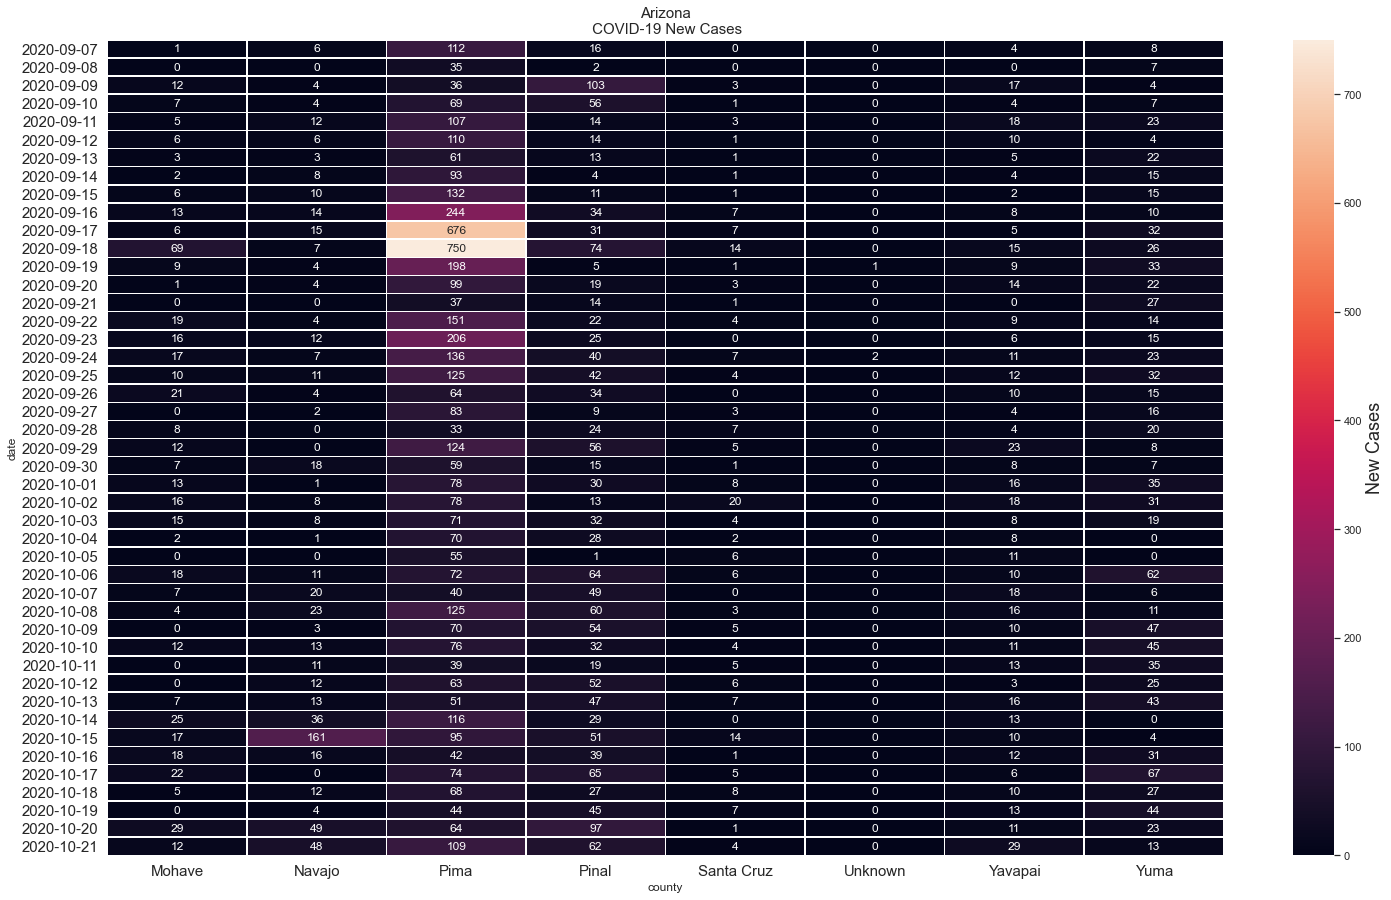 Arizona
COVID-19 New Cases
2020-09-07 1 6 112 16 0 0 4 8
2020-09-08 0 0 35 2 0 0 0 7
2020-09-09 12 4 36 103 3 0 17 4
2020-09-10 7 4 69 56 1 0 4 7
2020-09-11 5 12 107 14 3 0 18 23
2020-09-12 6 6 110 14 1 0 10 4
2020-09-13 3 3 61 13 1 0 5 22
2020-09-14 2 8 93 4 1 0 4 15
2020-09-15 6 10 132 11 1 0 2 15
2020-09-16 13 14 244 34 7 0 8 10
2020-09-17 6 15 676 31 7 0 5 32
2020-09-18 69 7 750 74 14 0 15 26
2020-09-19 9 4 198 5 1 1 9 33
2020-09-20 1 4 99 19 3 0 14 22
2020-09-21 0 0 37 14 1 0 0 27
2020-09-22 19 4 151 22 4 0 9 14
2020-09-23 16 12 206 25 0 0 6 15
2020-09-24 17 7 136 40 7 2 11 23
2020-09-25 10 11 125 42 4 0 12 32
2020-09-26 21 4 64 34 0 0 10 15
2020-09-27 0 2 83 9 3 0 4 16
2020-09-28 8 0 33 24 7 0 4 20
2020-09-29 12 0 124 56 5 0 23 8
2020-09-30 7 18 59 15 1 0 8 7
2020-10-01 13 1 78 30 8 0 16 35
2020-10-02 16 8 78 13 20 0 18 31
2020-10-03 15 8 71 32 4 0 8 19
2020-10-04 2 1 70 28 2 0 8 0
2020-10-05 0 0 55 1 6 0 11 0
2020-10-06 18 11 72 64 6 0 10 62
2020-10-07 7 20 40 49 0 0 18 6
2020-10-08 4 23 125 60 3 0 16 11
2020-10-09 0 3 70 54 5 0 10 47
2020-10-10 12 13 76 32 4 0 11 45
2020-10-11 0 11 39 19 5 0 13 35
2020-10-12 0 12 63 52 6 0 3 25
2020-10-13 7 13 51 47 7 0 16 43
2020-10-14 25 36 116 29 0 0 13 0
2020-10-15 17 161 95 51 14 0 10 4
2020-10-16 18 16 42 39 1 0 12 31
2020-10-17 22 0 74 65 5 0 6 67
2020-10-18 5 12 68 27 8 0 10 27
2020-10-19 0 4 44 45 7 0 13 44
2020-10-20 29 49 64 97 1 0 11 23
2020-10-21 12 48 109 62 4 0 29 13
Mohave Navajo Pima Pinal Santa Cruz Unknown Yavapai Yuma
county
date
700
600
500
400
300
200
100
0
New Cases